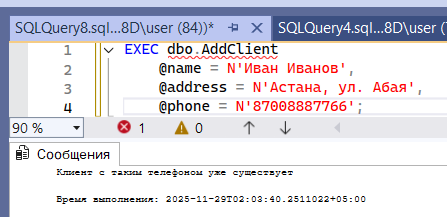 SQLQuery8.sql...8D\user (84))*
SQLQuery4.sql...8D\user (
1 EXEC dbo.AddClient
2 @name = N'Иван Иванов',
3 @address = N'Астана, ул. Абая',
4 @phone = N'87008887766';
90 %
1
0
Сообщения
Клиент с таким телефоном уже существует
Время выполнения: 2025-11-29T02:03:40.2511022+05:00